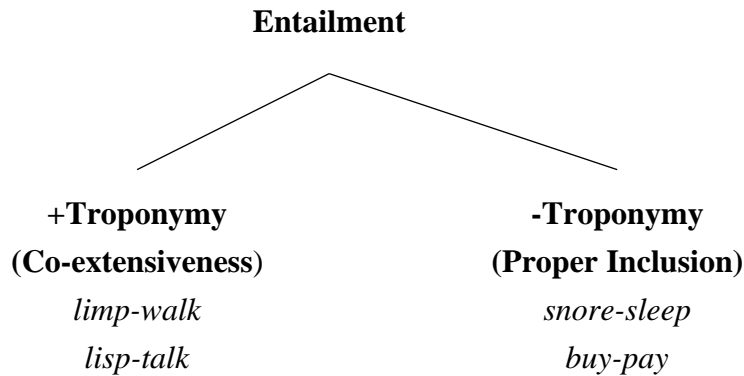 Entailment
+Troponymy
-Troponymy
(Co-extensiveness)
(Proper Inclusion)
limp-walk
snore-sleep
lisp-talk
buy-pay